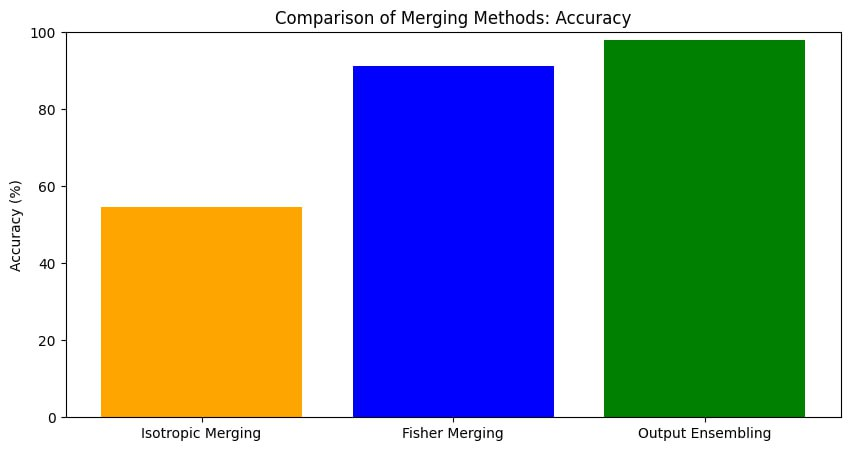 Comparison of Merging Methods: Accuracy
Accuracy (%)
100
80
60
40
20
0
Isotropic Merging
Fisher Merging
Output Ensembling